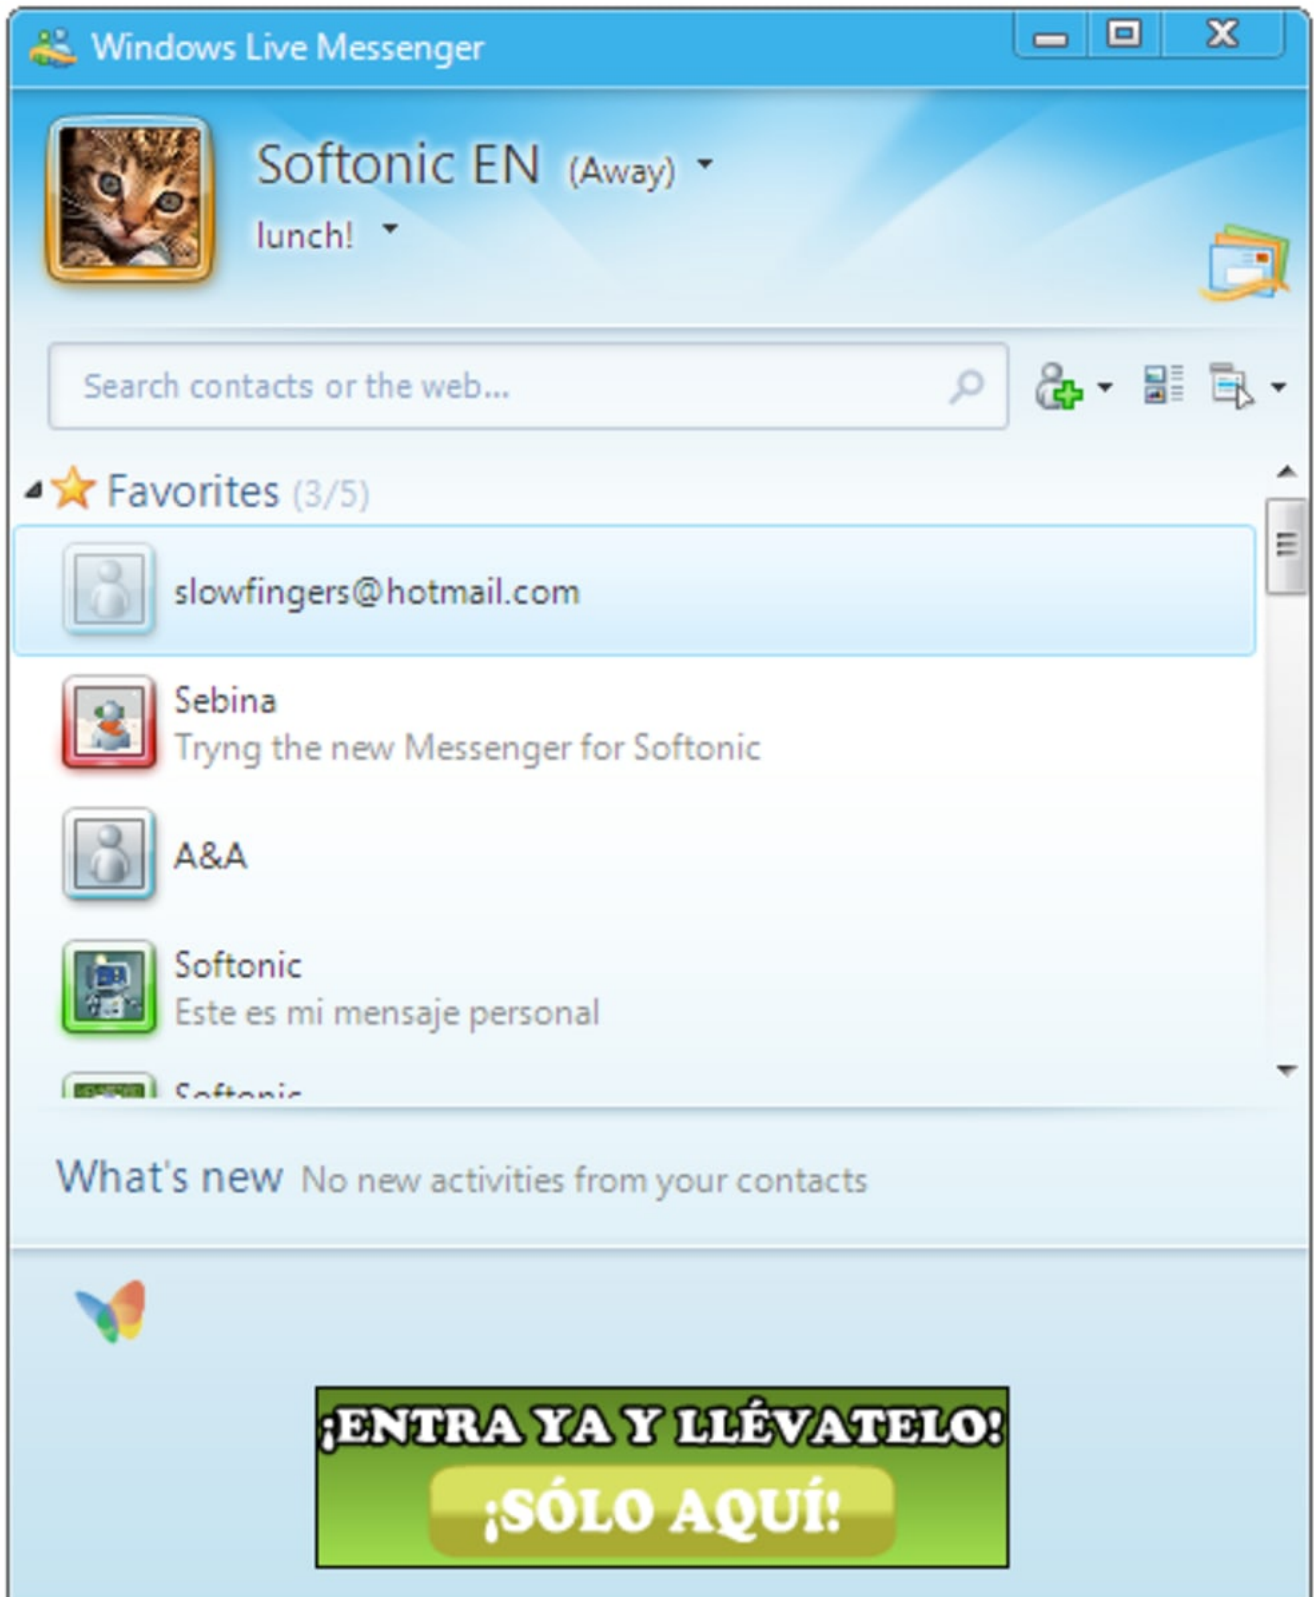 Windows Live Messenger
Softonic EN (Away)
lunch!
Search contacts or the web...
Favorites (3/5)
slowfingers@hotmail.com
Sebina
Tryng the new Messenger for Softonic
A&A
Softonic
Este es mi mensaje personal
Softonic
What's new No new activities from your contacts
¡ENTRA YA Y LLÉVATELO!
¡SÓLO AQUÍ!